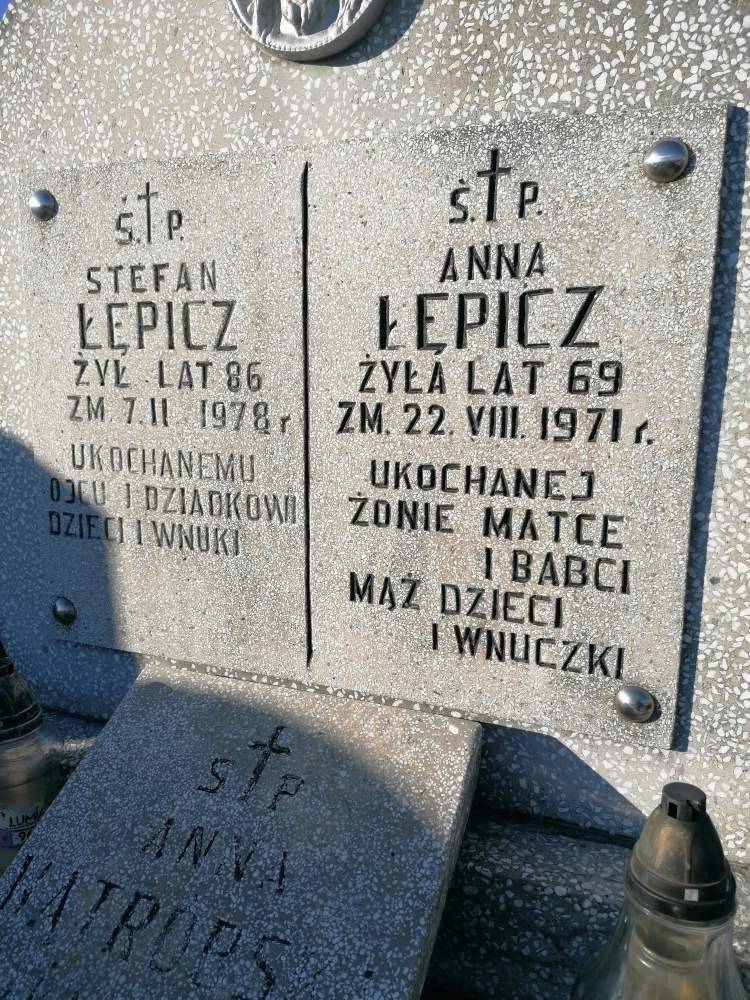 Ś.†P.
STEFAN
ŁĘPICZ
ŻYŁ LAT 86
ZM. 7.II 1978 r
UKOCHANEMU
OJCU I DZIADKOWI
DZIECI I WNUKI
Ś.†P.
ANNA
ŁĘPICZ
ŻYŁA LAT 69
ZM. 22.VIII.1971 r.
UKOCHANEJ
ŻONIE MATCE
I BABCI
MĄŻ DZIECI
I WNUCZKI
Ś†P
ANNA